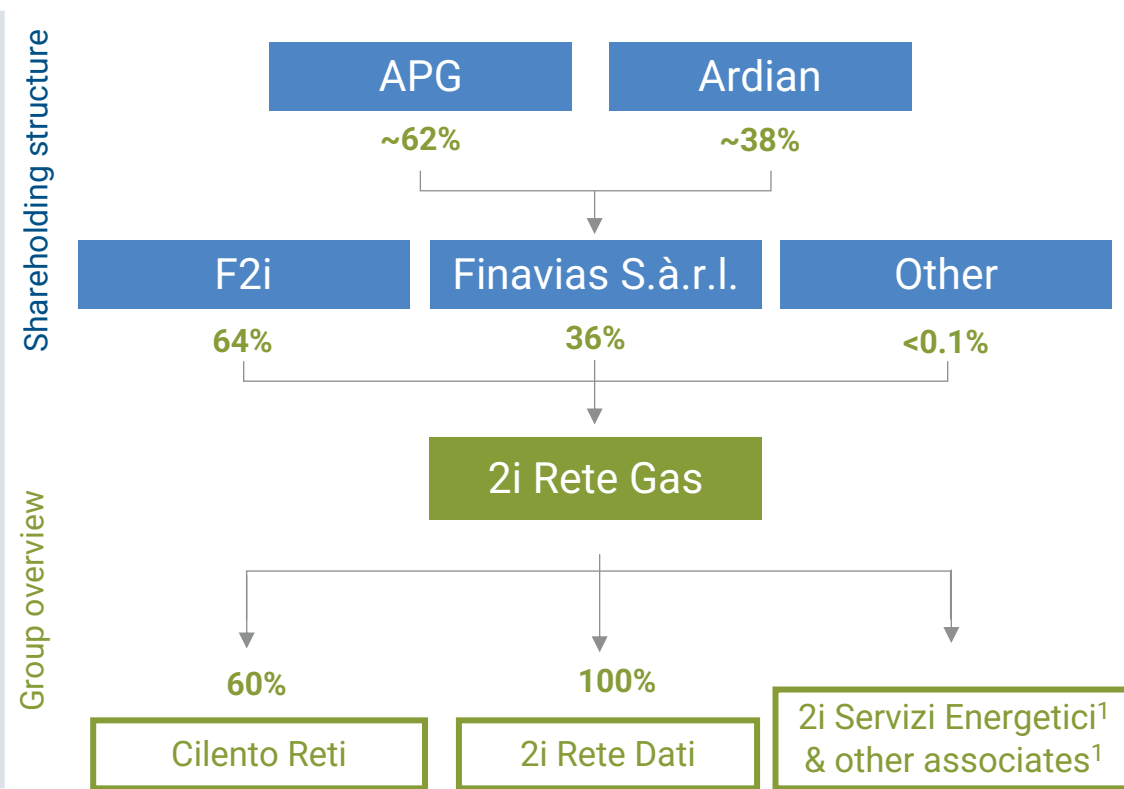 Shareholding structure
APG
Ardian
~62%
~38%
F2i
Finavias S.à.r.l.
Other
64%
36%
<0.1%
Group overview
2i Rete Gas
60%
100%
Cilento Reti
2i Rete Dati
2i Servizi Energetici¹
& other associates¹